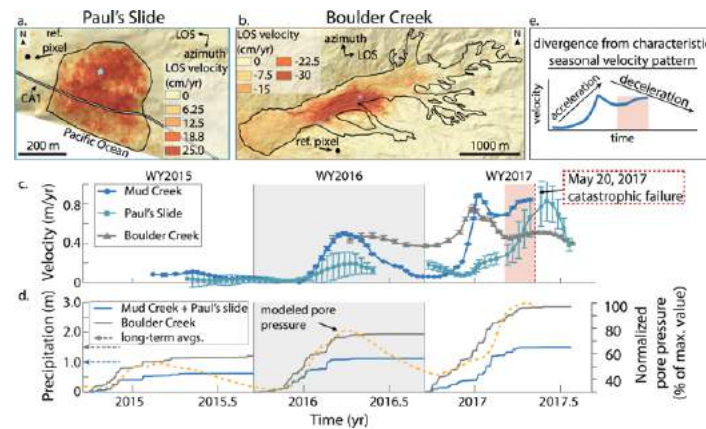 Paul's Slide
Boulder Creek
a.
N
ref.
pixel
LOS
azimuth
LOS velocity
(cm/yr)
0
6.25
12.5
18.8
25.0
CA1
200 m
Pacific Ocean
b.
LOS velocity
(cm/yr)
0
-7.5
-15
-22.5
-30
azimuth
LOS
N
ref. pixel
1000 m
e.
divergence from characteristic
seasonal velocity pattern
velocity
acceleration
deceleration
time
c.
WY2015
WY2016
WY2017
May 20, 2017
catastrophic failure
Mud Creek
Paul's Slide
Boulder Creek
Velocity (m/yr)
0.8
0.4
0
d.
Precipitation (m)
3.0
2.0
1.0
0
Mud Creek + Paul's slide
Boulder Creek
long-term avgs.
modeled pore
pressure
100
80
60
40
Normalized
pore pressure
(% of max. value)
2015
2015.5
2016
2016.5
2017
2017.5
Time (yr)